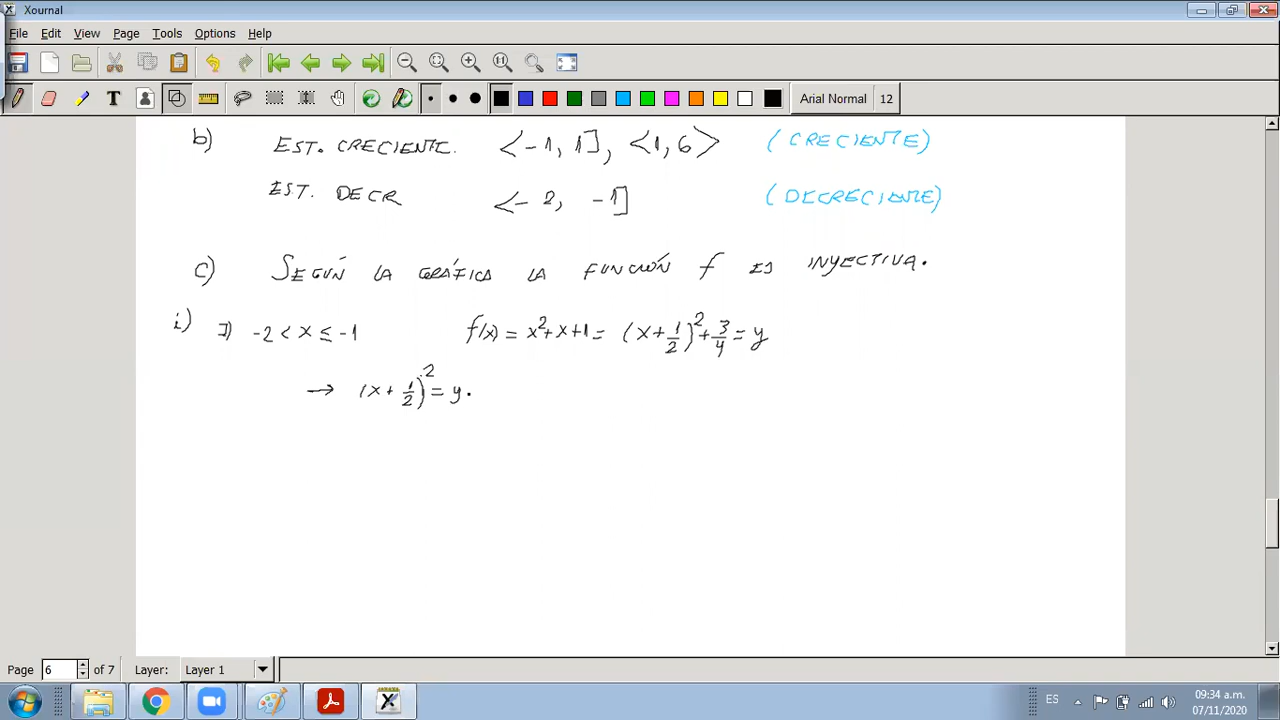 Xournal
File Edit View Page Tools Options Help
Arial Normal 12
b) EST. CRECIENTE. <-1, 1], <1, 6> (CRECIENTE)
EST. DECR <-2, -1] (DECRECIENTE)
c) SEGÚN LA GRÁFICA LA FUNCIÓN f ES INYECTIVA.
i) I) -2 < x ≤ -1 f(x) = x²+x+1 = (x+1/2)²+3/4 = y
→ (x+1/2)² = y.
Page 6 of 7 Layer: Layer 1
ES 09:34 a.m.
07/11/2020